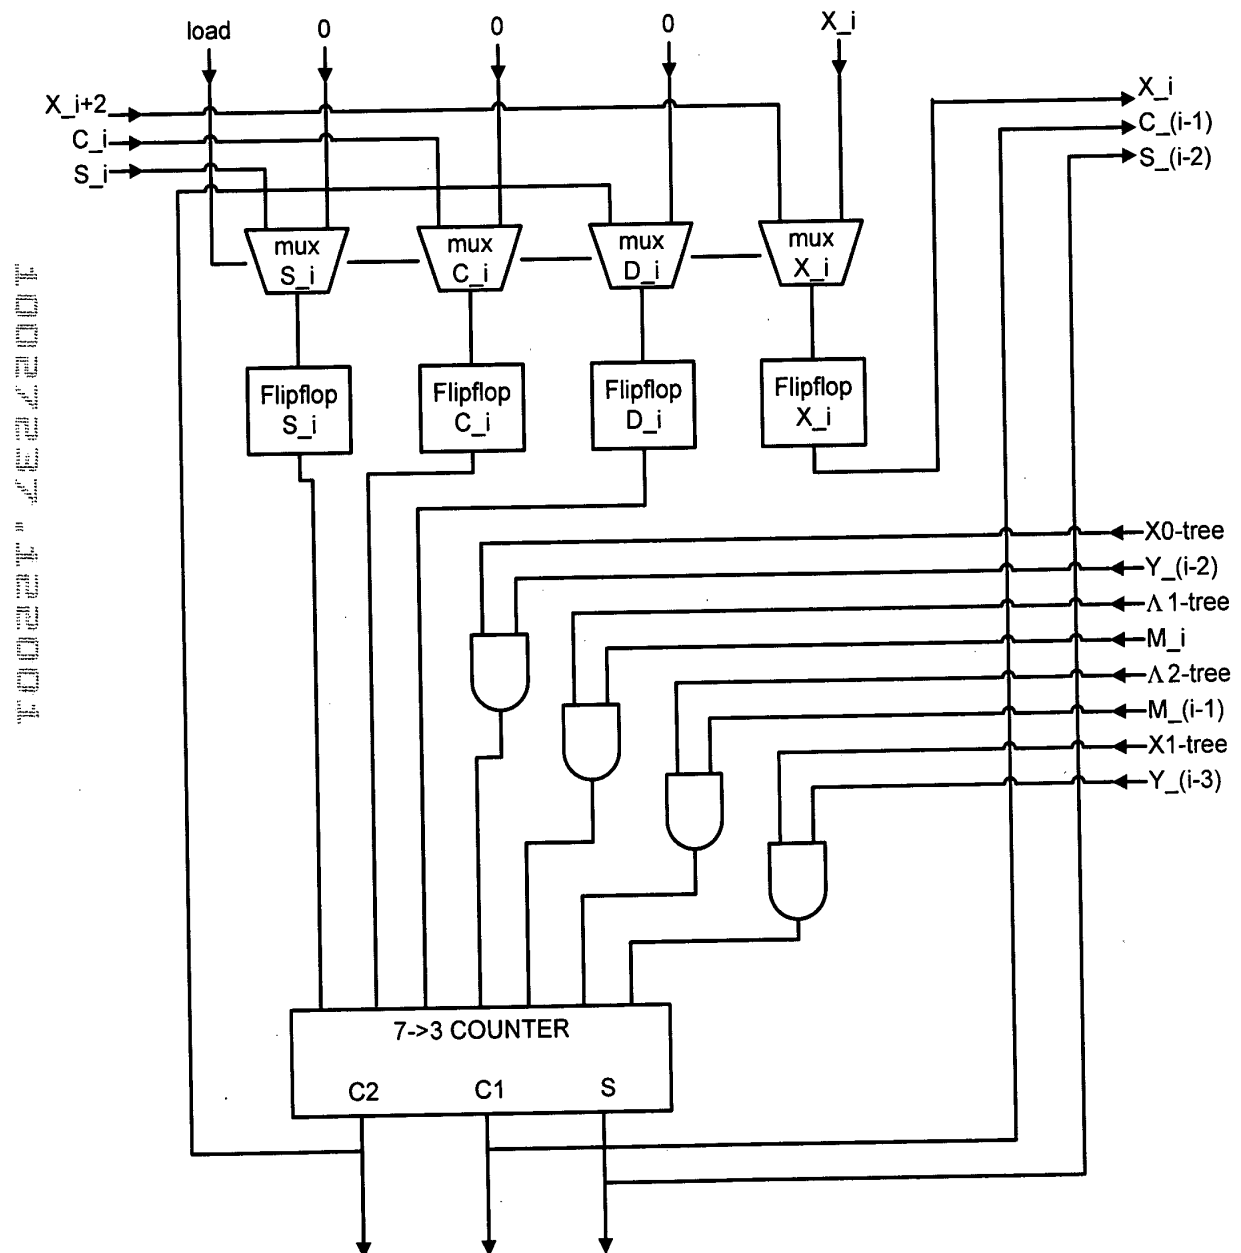 load
0
0
0
X_i
X_i+2
C_i
S_i
X_i
C_(i-1)
S_(i-2)
mux
S_i
mux
C_i
mux
D_i
mux
X_i
Flipflop
S_i
Flipflop
C_i
Flipflop
D_i
Flipflop
X_i
X0-tree
Y_(i-2)
Λ1-tree
M_i
Λ2-tree
M_(i-1)
X1-tree
Y_(i-3)
7->3 COUNTER
C2
C1
S
10027237.122001